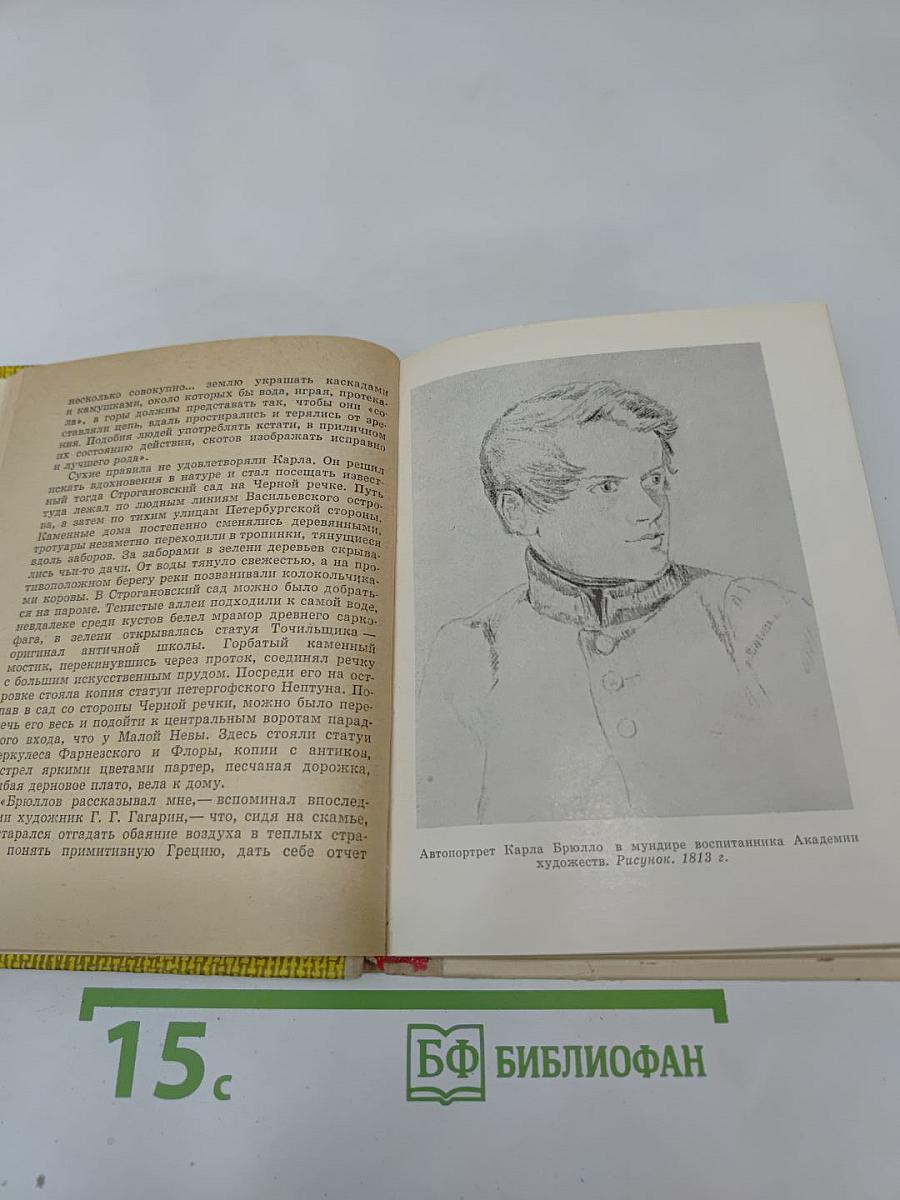 несколько совокупно... землю украшать каскадами
и камушками, около которых бы вода, играя, протека-
ла», а горы должны представать так, чтобы они «со-
ставляли цепь, вдаль простирались и терялись от зре-
ния. Подобия людей употреблять кстати, в приличном
их состоянию действии, скотов изображать исправно
и лучшего рода».
Сухие правила не удовлетворяли Карла. Он решил
искать вдохновения в натуре и стал посещать извест-
ный тогда Строгановский сад на Черной речке. Путь
туда лежал по людным линиям Васильевского остро-
ва, а затем по тихим улицам Петербургской стороны.
Каменные дома постепенно сменялись деревянными,
тротуары незаметно переходили в тропинки, тянущиеся
вдоль заборов. За заборами в зелени деревьев скрыва-
лись чьи-то дачи. От воды тянуло свежестью, а на про-
тивоположном берегу реки позванивали колокольчика-
ми коровы. В Строгановский сад можно было добрать-
ся на пароме. Тенистые аллеи подходили к самой воде,
невдалеке среди кустов белел мрамор древнего сарко-
фага, в зелени открывалась статуя Точильщика —
оригинал античной школы. Горбатый каменный
мостик, перекинувшись через проток, соединял речку
с большим искусственным прудом. Посреди его на ост-
ровке стояла копия статуи петергофского Нептуна. По-
пав в сад со стороны Черной речки, можно было пере-
ечь его весь и подойти к центральным воротам парад-
ого входа, что у Малой Невы. Здесь стояли статуи
еркулеса Фарнезского и Флоры, копии с антиков,
стрел яркими цветами партер, песчаная дорожка,
ибая дерновое плато, вела к дому.
«Брюллов рассказывал мне,— вспоминал впослед-
ии художник Г. Г. Гагарин,— что, сидя на скамье,
тарался отгадать обаяние воздуха в теплых стра-
понять примитивную Грецию, дать себе отчет
Автопортрет Карла Брюлло в мундире воспитанника Академии
художеств. Рисунок. 1813 г.
15 с
БФ БИБЛИОФАН